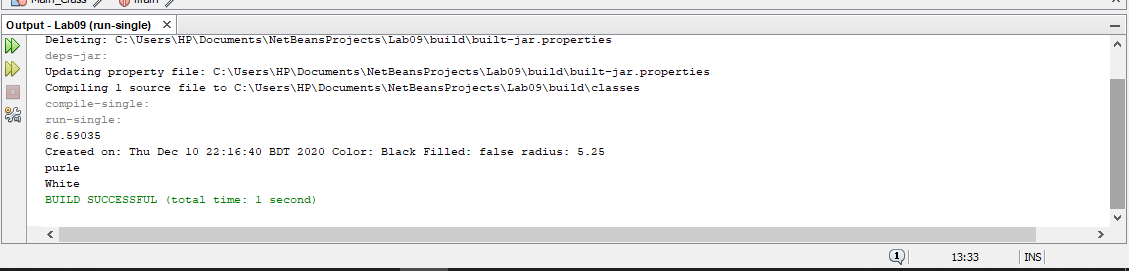 Main_Class main
Output - Lab09 (run-single) ×
Deleting: C:\Users\HP\Documents\NetBeansProjects\Lab09\build\built-jar.properties
deps-jar:
Updating property file: C:\Users\HP\Documents\NetBeansProjects\Lab09\build\built-jar.properties
Compiling 1 source file to C:\Users\HP\Documents\NetBeansProjects\Lab09\build\classes
compile-single:
run-single:
86.59035
Created on: Thu Dec 10 22:16:40 BDT 2020 Color: Black Filled: false radius: 5.25
purle
White
BUILD SUCCESSFUL (total time: 1 second)
1 13:33 INS